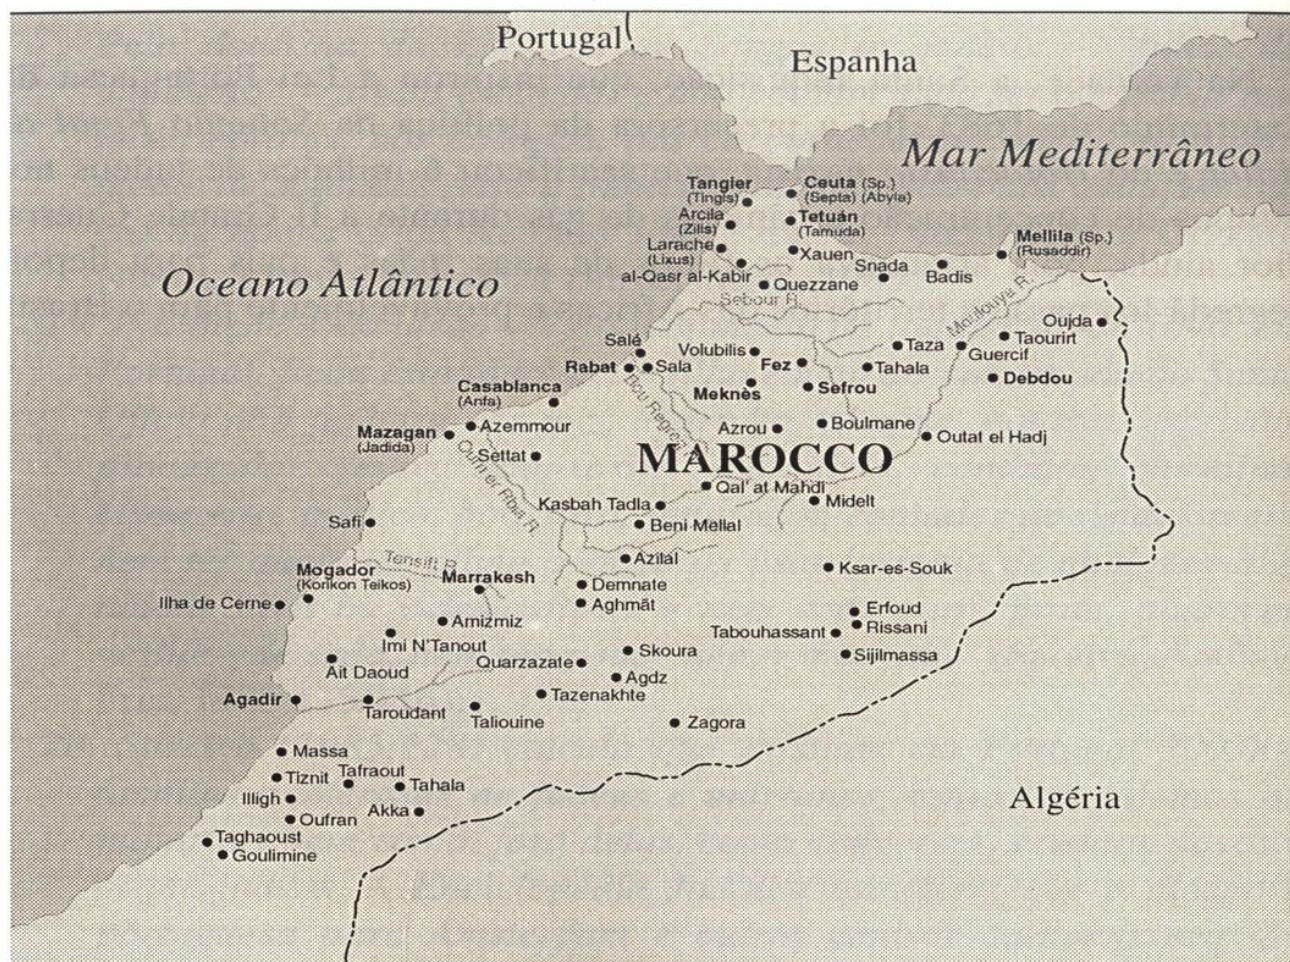 Portugal
Espanha
Mar Mediterrâneo
Oceano Atlântico
Tangier
(Tingis)
Ceuta (Sp.)
(Septa) (Abyla)
Arcila
(Zilis)
Tetuán
(Tamuda)
Larache
(Lixus)
Xauen
Mellila (Sp.)
(Rusaddir)
al-Qasr al-Kabir
Snada
Badis
Quezzane
Sebour R.
Moulouya R.
Oujda
Salé
Volubilis
Taza
Taourirt
Guercif
Rabat
Sala
Fez
Tahala
Debdou
Casablanca
(Anfa)
Bou Regreg R.
Meknès
Sefrou
Mazagan
(Jadida)
Azemmour
Azrou
Boulmane
Outat el Hadj
Settat
Oum er Rbia R.
MAROCCO
Qal' at Mahdi
Midelt
Kasbah Tadla
Safi
Beni Mellal
Tensift R.
Azilal
Ksar-es-Souk
Mogador
(Korikon Teikos)
Marrakesh
Demnate
Ilha de Cerne
Aghmāt
Erfoud
Amizmiz
Tabouhassant
Rissani
Imi N'Tanout
Skoura
Sijilmassa
Ait Daoud
Quarzazate
Agdz
Agadir
Taroudant
Taliouine
Tazenakhte
Zagora
Massa
Tiznit
Tafraout
Tahala
Illigh
Akka
Oufran
Algéria
Taghaoust
Goulimine